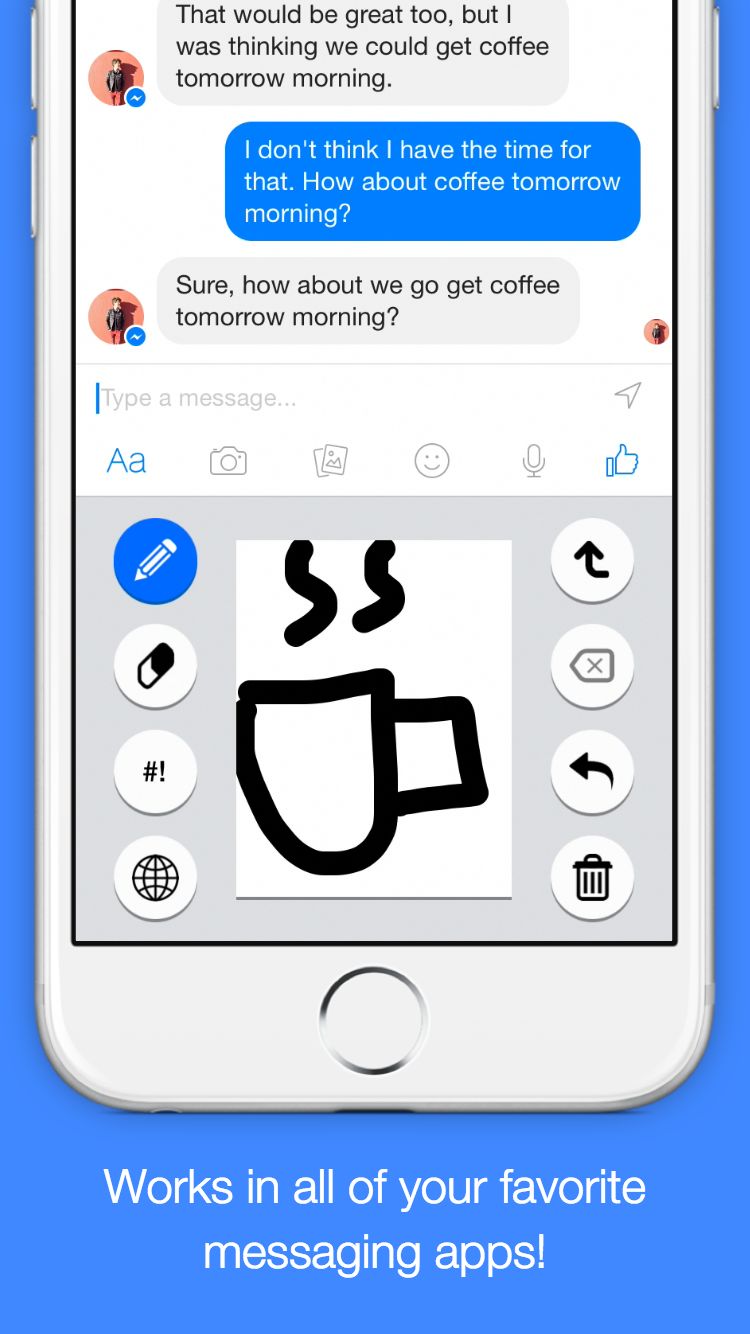 That would be great too, but I
was thinking we could get coffee
tomorrow morning.
I don't think I have the time for
that. How about coffee tomorrow
morning?
Sure, how about we go get coffee
tomorrow morning?
Type a message...
Aa
#!
Works in all of your favorite
messaging apps!